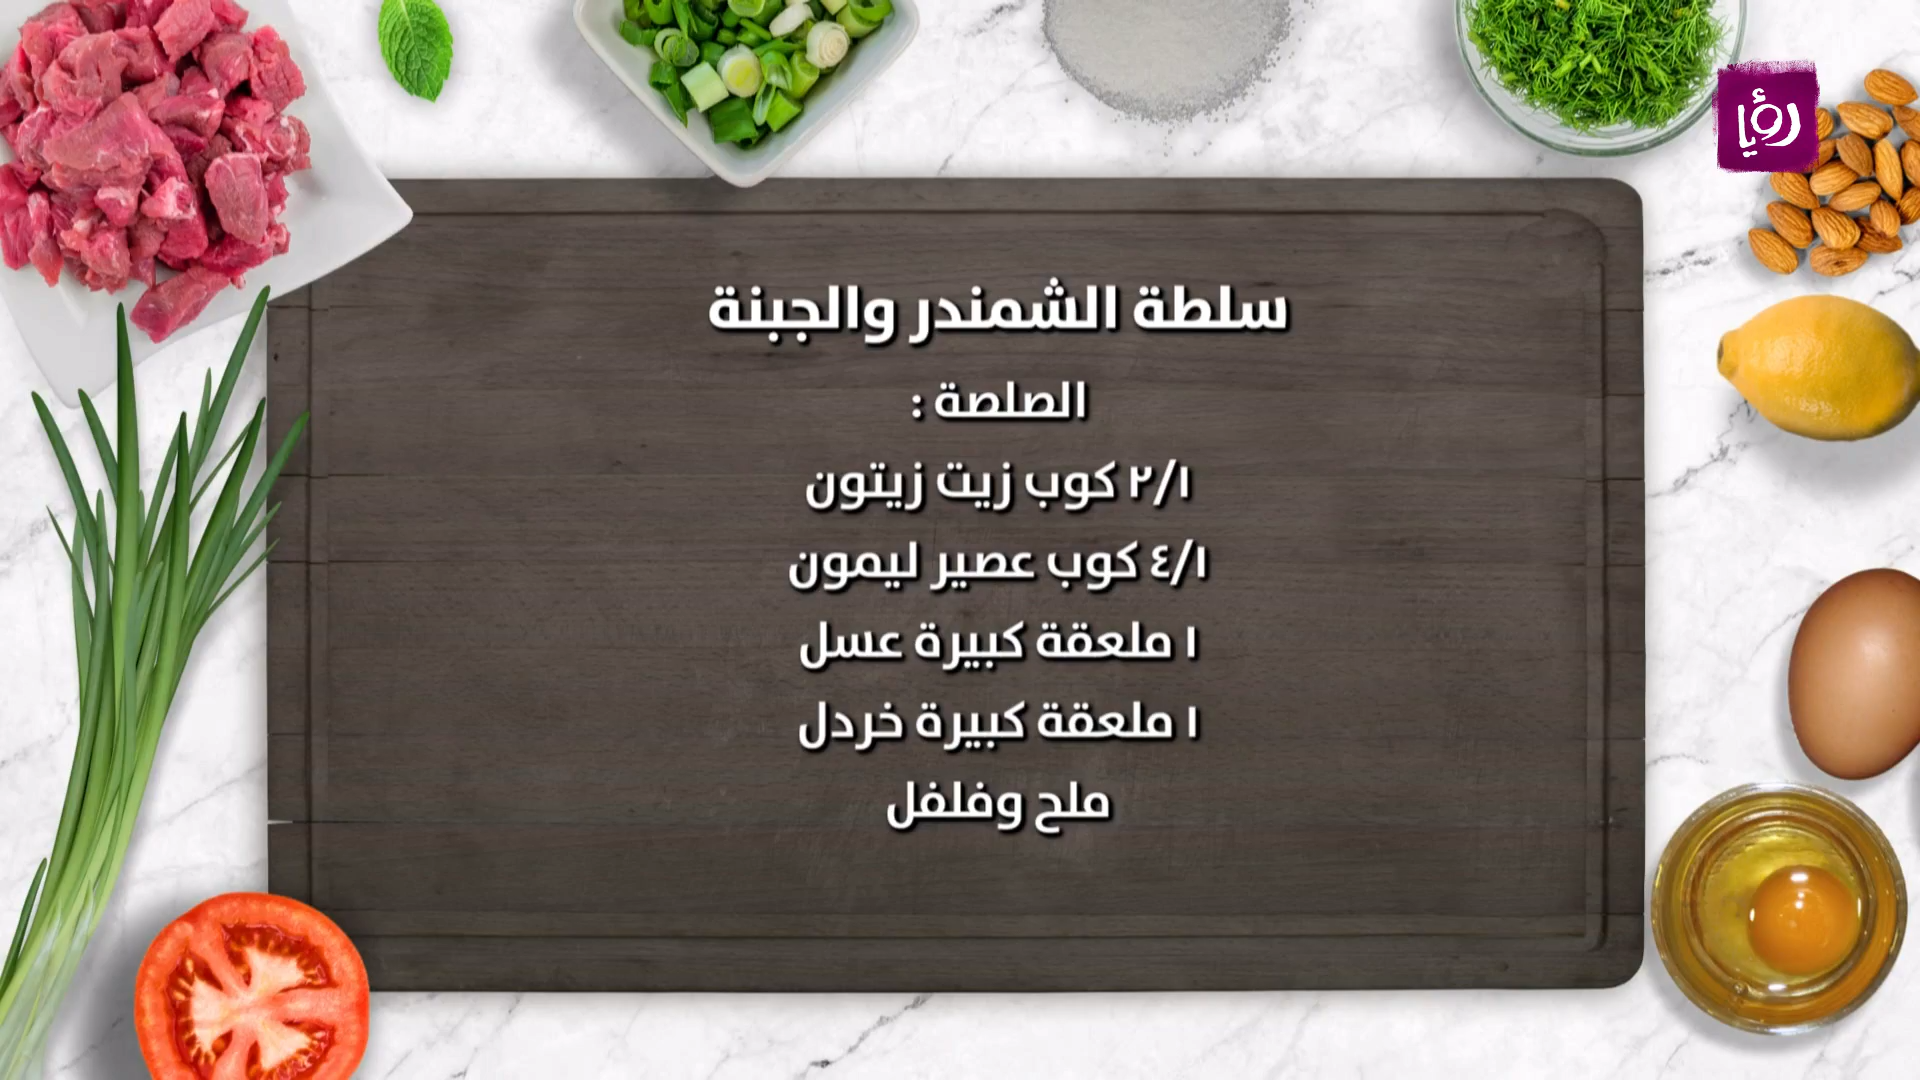 رؤيا
سلطة الشمندر والجبنة
الصلصة :
٢/١ كوب زيت زيتون
٤/١ كوب عصير ليمون
١ ملعقة كبيرة عسل
١ ملعقة كبيرة خردل
ملح وفلفل